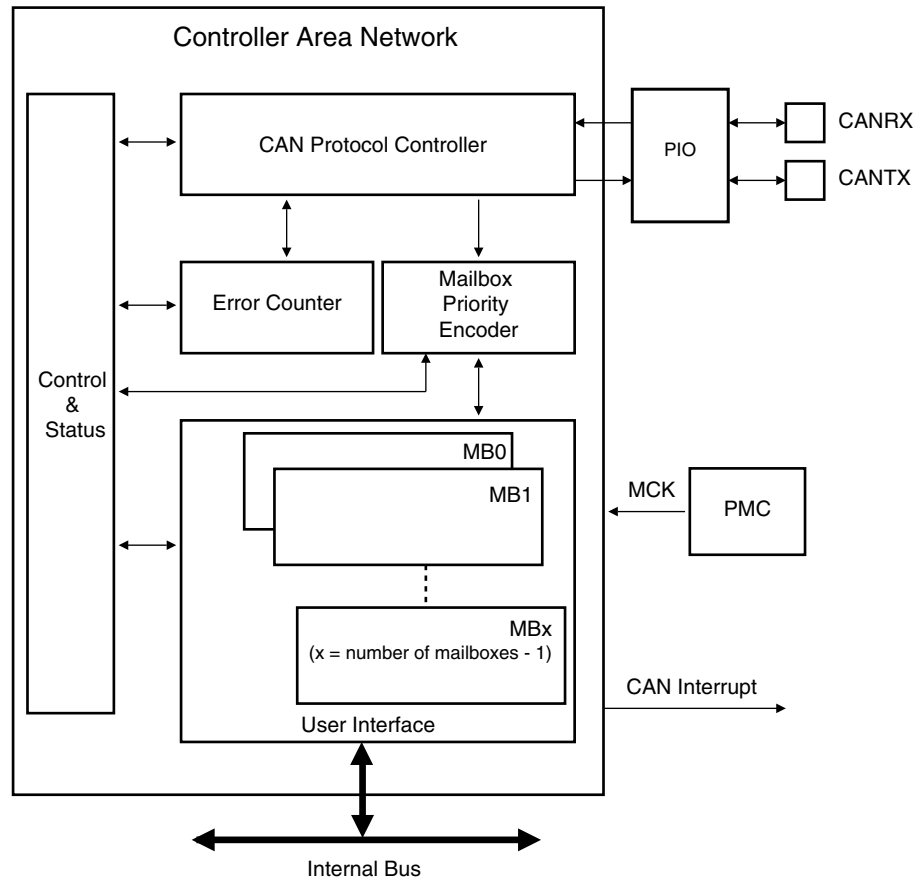 Controller Area Network
CAN Protocol Controller
PIO
CANRX
CANTX
Error Counter
Mailbox
Priority
Encoder
Control
&
Status
MB0
MB1
MCK
PMC
MBx
(x = number of mailboxes - 1)
CAN Interrupt
User Interface
Internal Bus